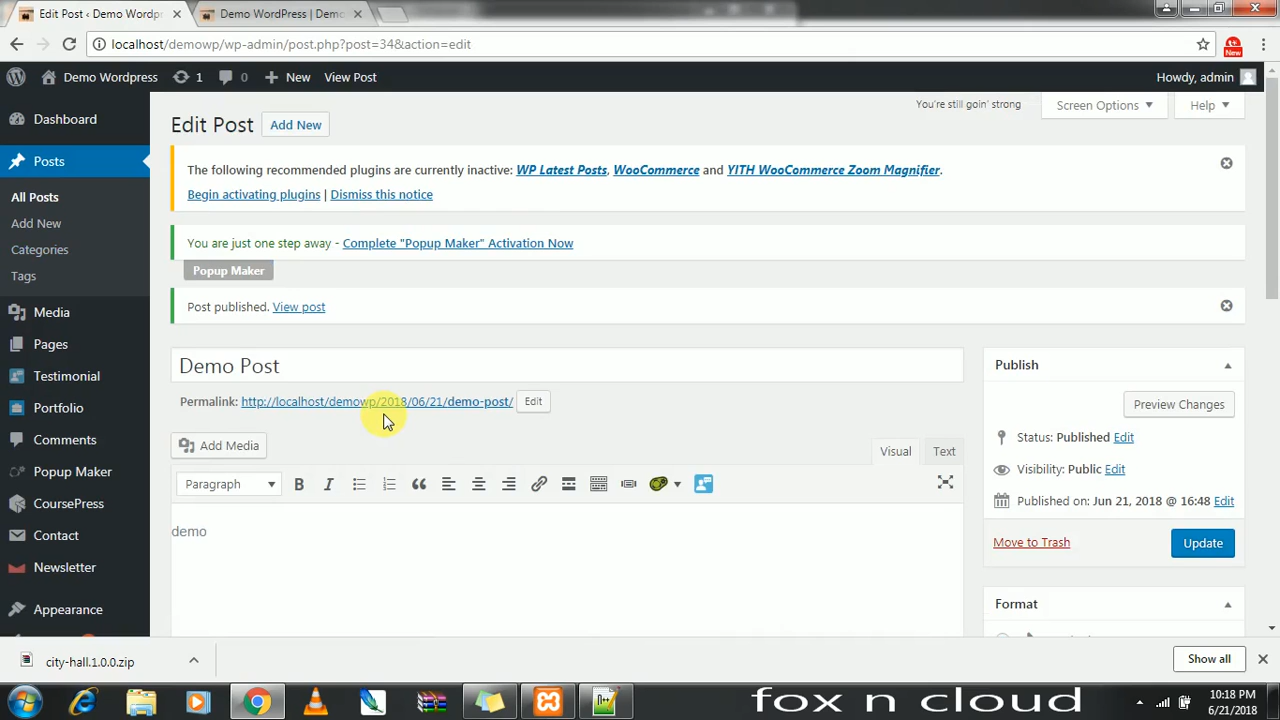 Edit Post ‹ Demo Wordpr
Demo WordPress | Demo
localhost/demowp/wp-admin/post.php?post=34&action=edit
New
Demo Wordpress
1
0
New
View Post
Howdy, admin
Dashboard
Posts
All Posts
Add New
Categories
Tags
Media
Pages
Testimonial
Portfolio
Comments
Popup Maker
CoursePress
Contact
Newsletter
Appearance
You're still goin' strong
Screen Options
Help
Edit Post
Add New
The following recommended plugins are currently inactive: WP Latest Posts, WooCommerce and YITH WooCommerce Zoom Magnifier.
Begin activating plugins | Dismiss this notice
You are just one step away - Complete "Popup Maker" Activation Now
Popup Maker
Post published. View post
Demo Post
Permalink: http://localhost/demowp/2018/06/21/demo-post/ Edit
Add Media
Visual
Text
Paragraph
demo
Publish
Preview Changes
Status: Published Edit
Visibility: Public Edit
Published on: Jun 21, 2018 @ 16:48 Edit
Move to Trash
Update
Format
city-hall.1.0.0.zip
Show all
fox n cloud
10:18 PM
6/21/2018